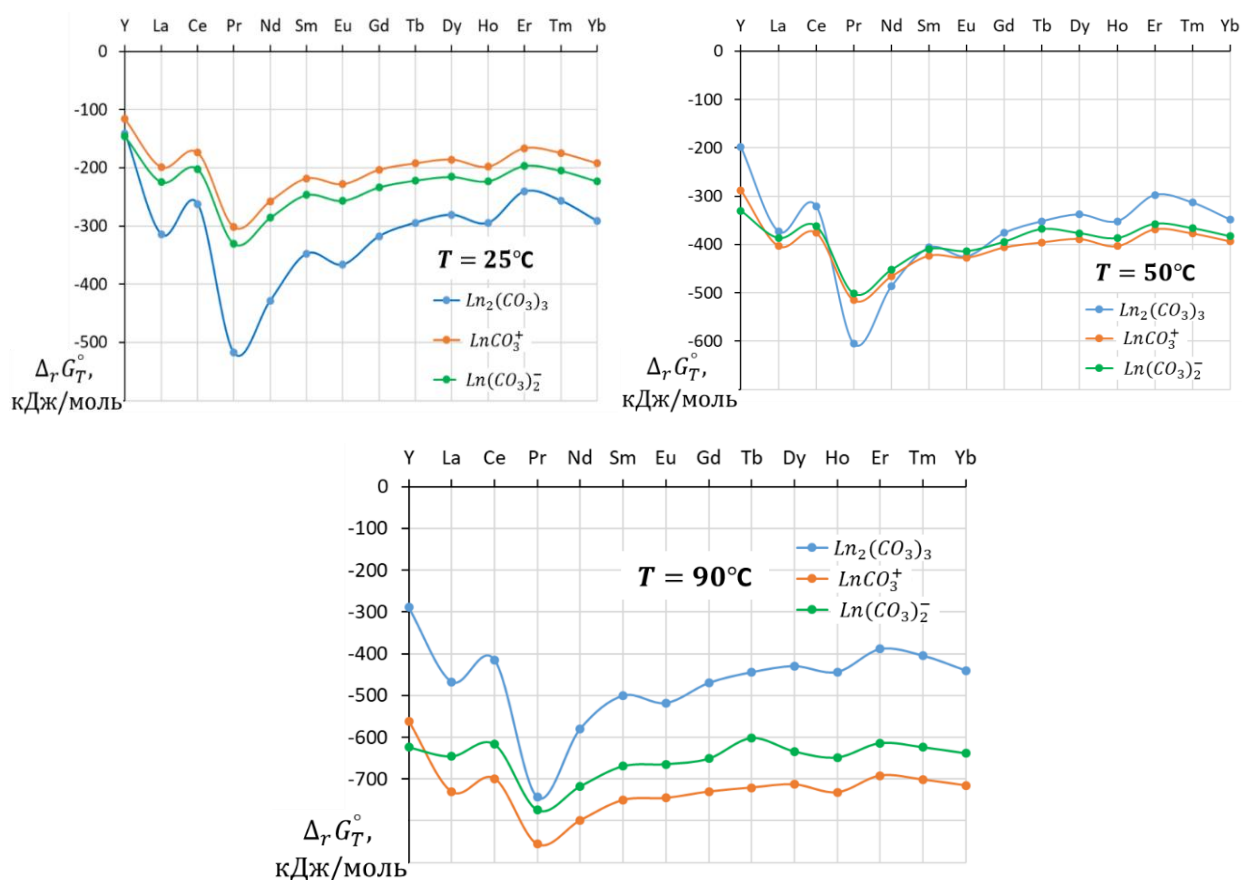 Y La Ce Pr Nd Sm Eu Gd Tb Dy Ho Er Tm Yb
0
-100
-200
-300
-400
-500
T = 25°C
Ln₂(CO₃)₃
LnCO₃⁺
Ln(CO₃)₂⁻
ΔᵣG°_T,
кДж/моль
Y La Ce Pr Nd Sm Eu Gd Tb Dy Ho Er Tm Yb
0
-100
-200
-300
-400
-500
-600
T = 50°C
Ln₂(CO₃)₃
LnCO₃⁺
Ln(CO₃)₂⁻
ΔᵣG°_T,
кДж/моль
Y La Ce Pr Nd Sm Eu Gd Tb Dy Ho Er Tm Yb
0
-100
-200
-300
-400
-500
-600
-700
T = 90°C
Ln₂(CO₃)₃
LnCO₃⁺
Ln(CO₃)₂⁻
ΔᵣG°_T,
кДж/моль